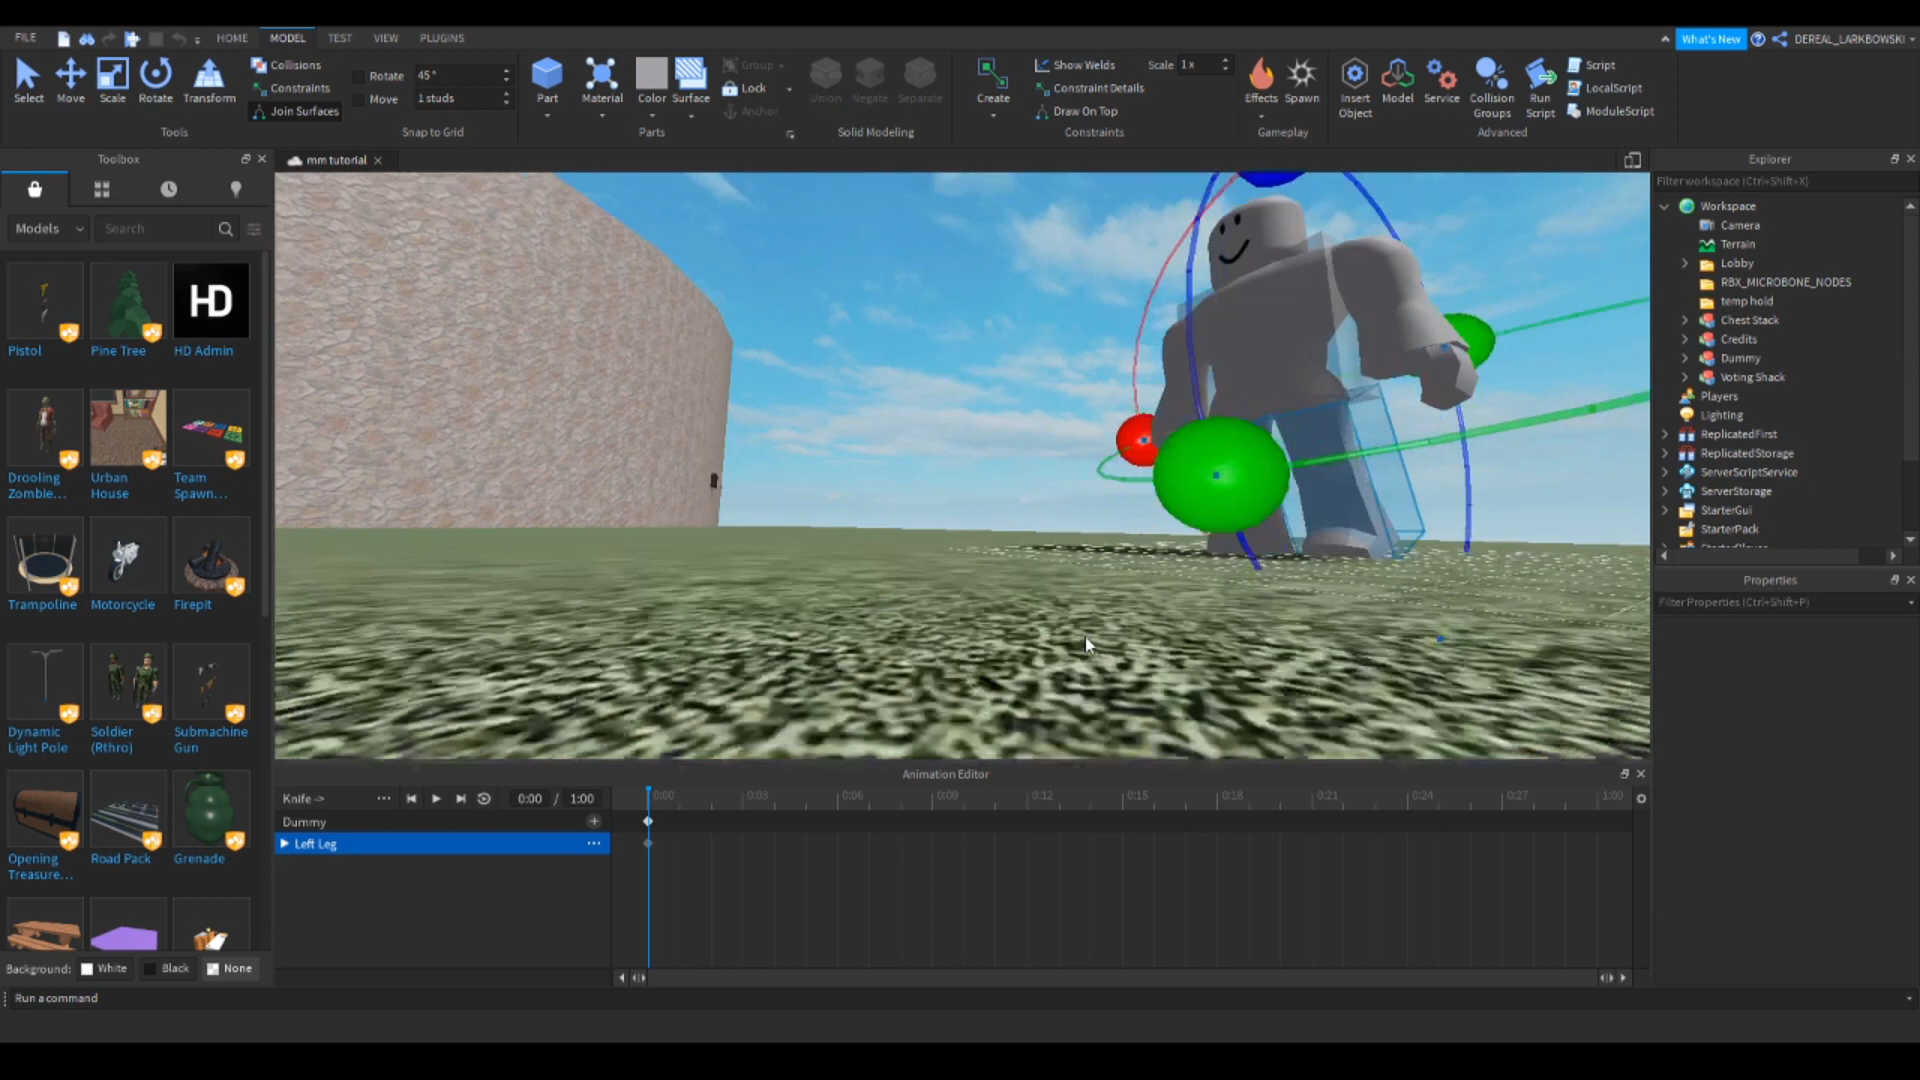 FILE HOME MODEL TEST VIEW PLUGINS What's New DEREAL_LARKBOWSKI
Select Move Scale Rotate Transform
Collisions
Constraints
Join Surfaces
Tools
Rotate 45°
Move 1 studs
Snap to Grid
Part Material Color Surface
Group
Lock
Anchor
Parts
Union Negate Separate
Solid Modeling
Create
Show Welds Scale 1x
Constraint Details
Draw On Top
Constraints
Effects Spawn
Gameplay
Insert Object Model Service Collision Groups Run Script
Script
LocalScript
ModuleScript
Advanced
Toolbox
Models Search
HD
Pistol Pine Tree HD Admin
Drooling Zombie... Urban House Team Spawn...
Trampoline Motorcycle Firepit
Dynamic Light Pole Soldier (Rthro) Submachine Gun
Opening Treasure... Road Pack Grenade
Background: White Black None
Run a command
mm tutorial
Animation Editor
Knife -> ... 0:00 / 1:00
0:00 0:03 0:06 0:09 0:12 0:15 0:18 0:21 0:24 0:27 1:00
Dummy
Left Leg ...
Explorer
Filter workspace (Ctrl+Shift+X)
Workspace
Camera
Terrain
Lobby
RBX_MICROBONE_NODES
temp hold
Chest Stack
Credits
Dummy
Voting Shack
Players
Lighting
ReplicatedFirst
ReplicatedStorage
ServerScriptService
ServerStorage
StarterGui
StarterPack
Properties
Filter Properties (Ctrl+Shift+P)